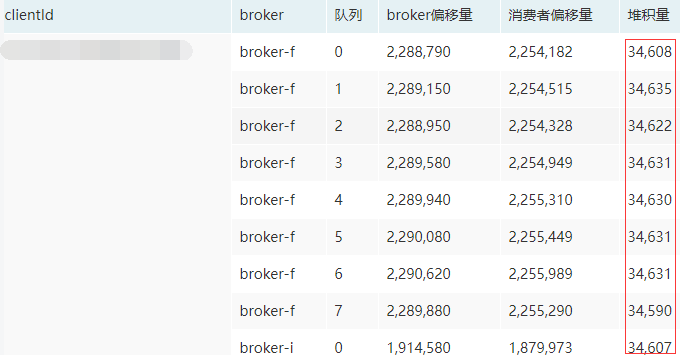 clientId broker 队列 broker偏移量 消费者偏移量 堆积量
broker-f 0 2,288,790 2,254,182 34,608
broker-f 1 2,289,150 2,254,515 34,635
broker-f 2 2,288,950 2,254,328 34,622
broker-f 3 2,289,580 2,254,949 34,631
broker-f 4 2,289,940 2,255,310 34,630
broker-f 5 2,290,080 2,255,449 34,631
broker-f 6 2,290,620 2,255,989 34,631
broker-f 7 2,289,880 2,255,290 34,590
broker-i 0 1,914,580 1,879,973 34,607